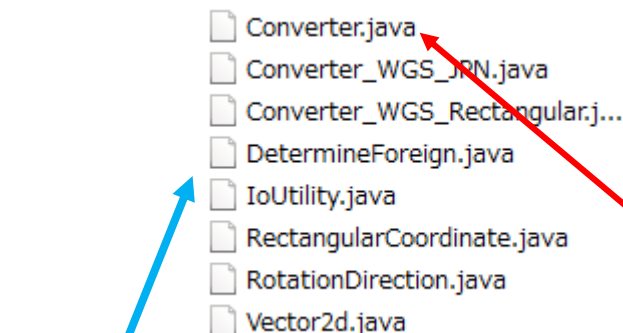 Converter.java
Converter_WGS_JPN.java
Converter_WGS_Rectangular.j...
DetermineForeign.java
IoUtility.java
RectangularCoordinate.java
RotationDirection.java
Vector2d.java